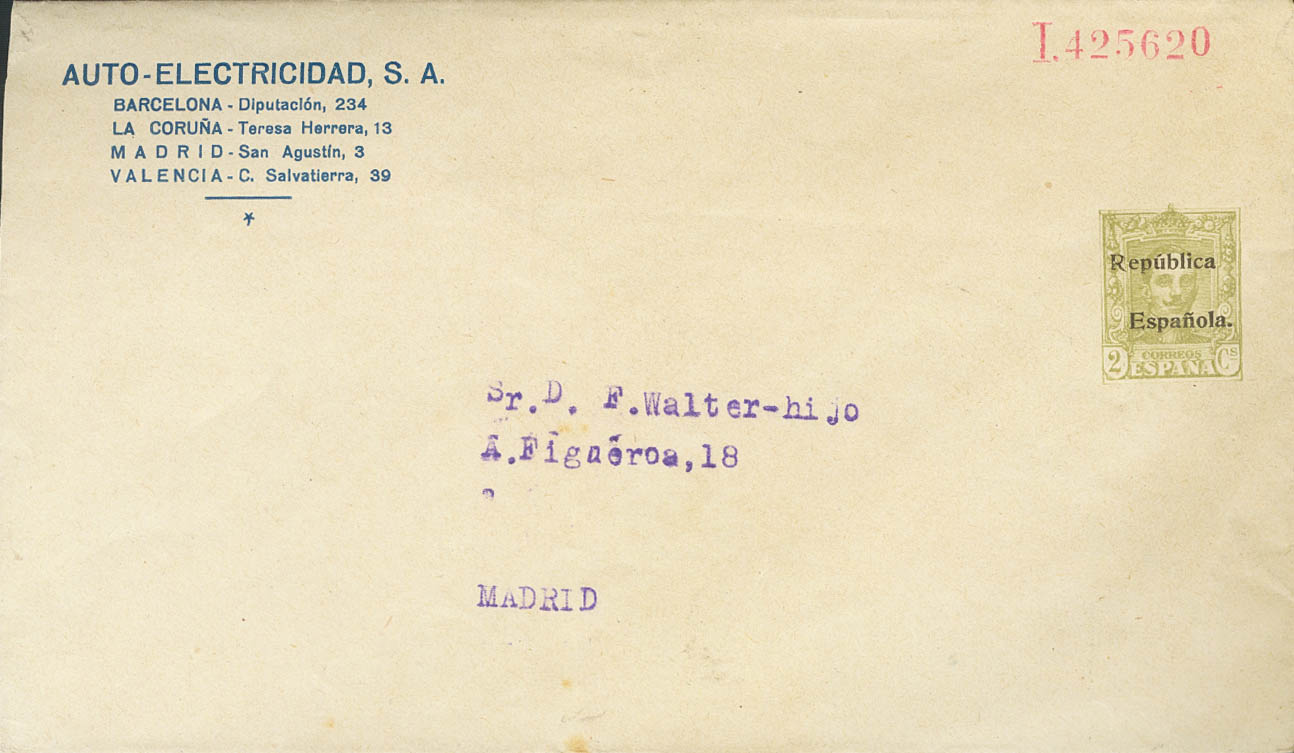 I.425620
AUTO-ELECTRICIDAD, S. A.
BARCELONA - Diputación, 234
LA CORUÑA - Teresa Herrera, 13
MADRID - San Agustín, 3
VALENCIA - C. Salvatierra, 39
República
Española.
CORREOS
2 ESPAÑA Cs
Sr.D. F.Walter-hijo
A.Figuéroa,18
MADRID